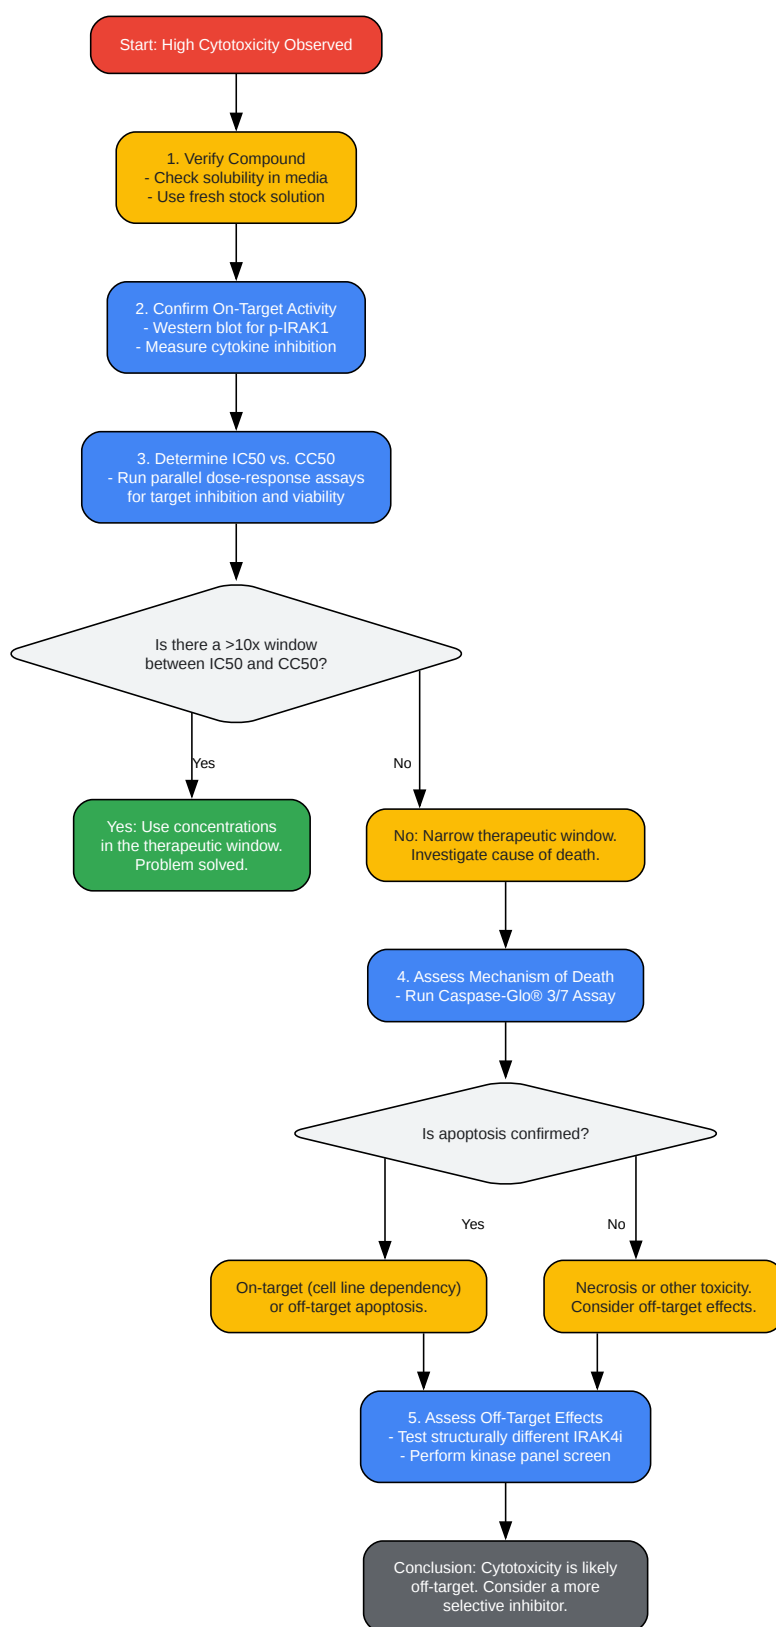 Start: High Cytotoxicity Observed
1. Verify Compound
- Check solubility in media
- Use fresh stock solution
2. Confirm On-Target Activity
- Western blot for p-IRAK1
- Measure cytokine inhibition
3. Determine IC50 vs. CC50
- Run parallel dose-response assays
for target inhibition and viability
Is there a >10x window
between IC50 and CC50?
Yes
No
Yes: Use concentrations
in the therapeutic window.
Problem solved.
No: Narrow therapeutic window.
Investigate cause of death.
4. Assess Mechanism of Death
- Run Caspase-Glo® 3/7 Assay
Is apoptosis confirmed?
Yes
No
On-target (cell line dependency)
or off-target apoptosis.
Necrosis or other toxicity.
Consider off-target effects.
5. Assess Off-Target Effects
- Test structurally different IRAK4i
- Perform kinase panel screen
Conclusion: Cytotoxicity is likely
off-target. Consider a more
selective inhibitor.